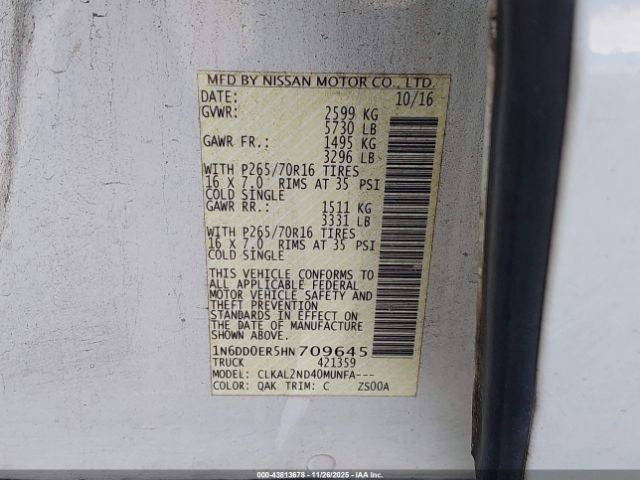 MFD BY NISSAN MOTOR CO., LTD.
DATE: 10/16
GVWR: 2599 KG
5730 LB
GAWR FR.: 1495 KG
3296 LB
WITH P265/70R16 TIRES
16 X 7.0 RIMS AT 35 PSI
COLD SINGLE
GAWR RR.: 1511 KG
3331 LB
WITH P265/70R16 TIRES
16 X 7.0 RIMS AT 35 PSI
COLD SINGLE
THIS VEHICLE CONFORMS TO
ALL APPLICABLE FEDERAL
MOTOR VEHICLE SAFETY AND
THEFT PREVENTION
STANDARDS IN EFFECT ON
THE DATE OF MANUFACTURE.
1N6DD0ER5HN709645
TRUCK 421359
MODEL: CLKAL2ND40MUNFA---
COLOR: QAK TRIM: C ZS00A
00-43813678 - 11/26/2025 - IAA, Inc.